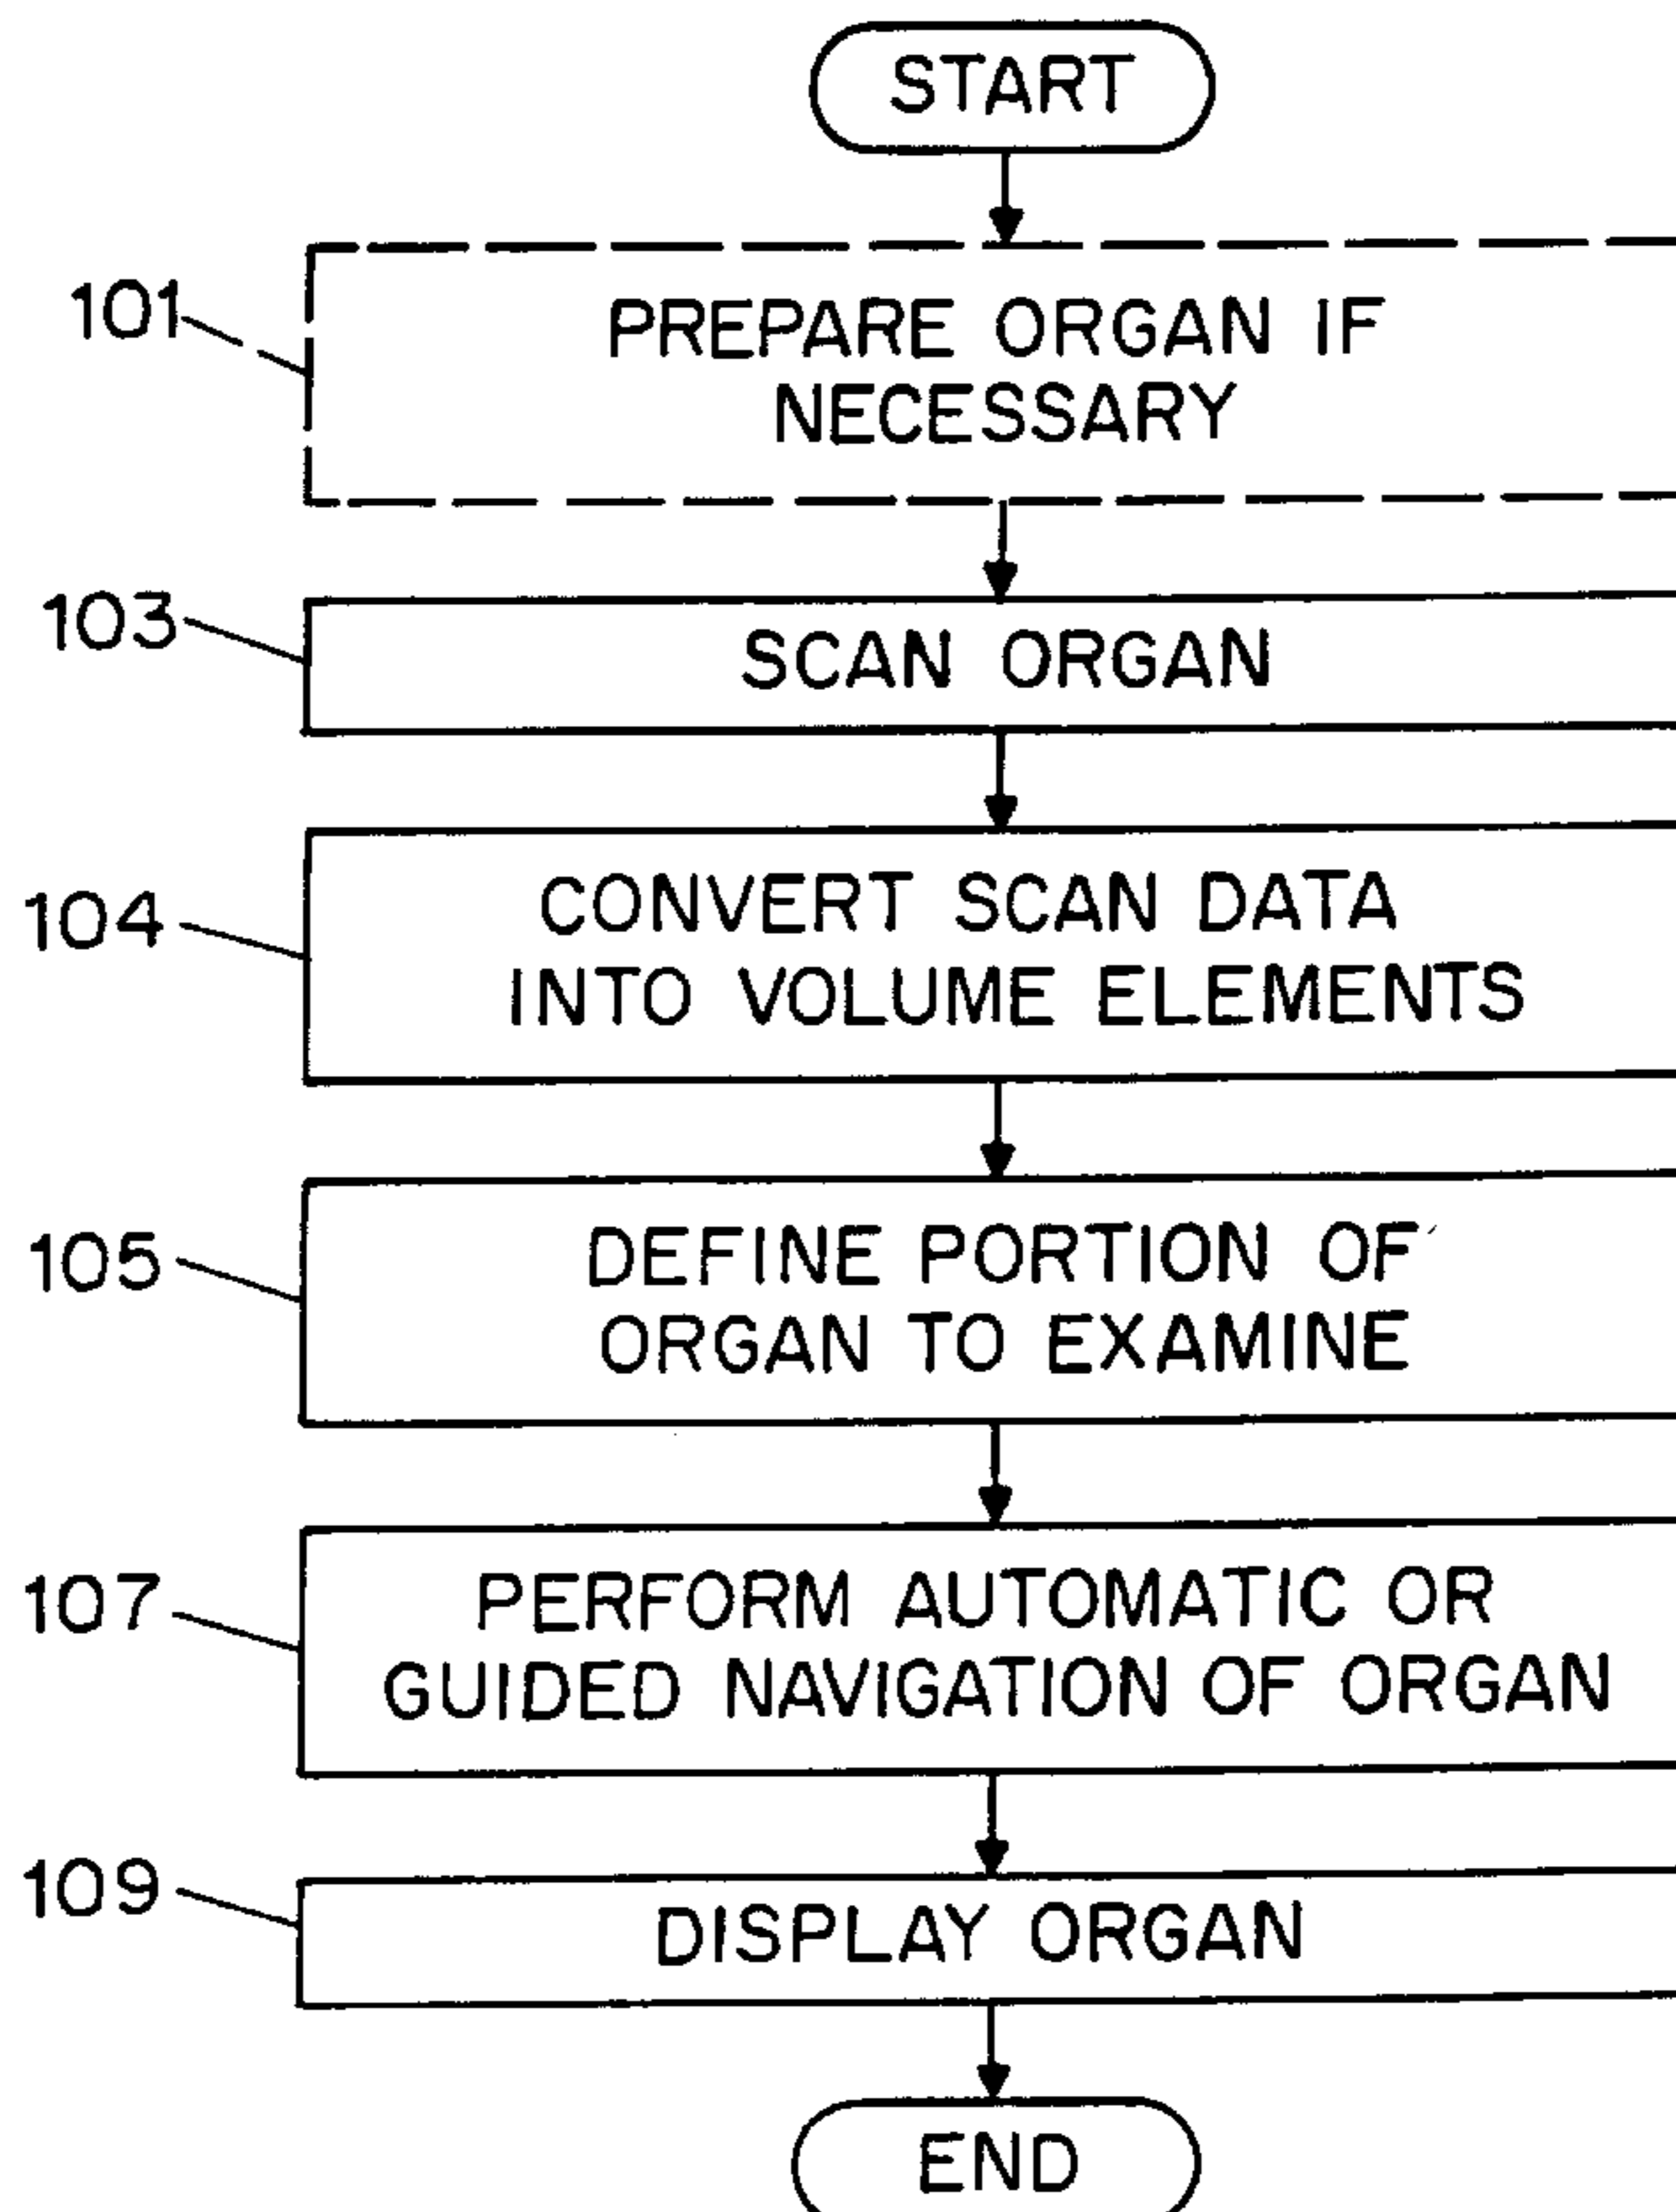 START
101
PREPARE ORGAN IF
NECESSARY
103
SCAN ORGAN
104
CONVERT SCAN DATA
INTO VOLUME ELEMENTS
105
DEFINE PORTION OF
ORGAN TO EXAMINE
107
PERFORM AUTOMATIC OR
GUIDED NAVIGATION OF ORGAN
109
DISPLAY ORGAN
END